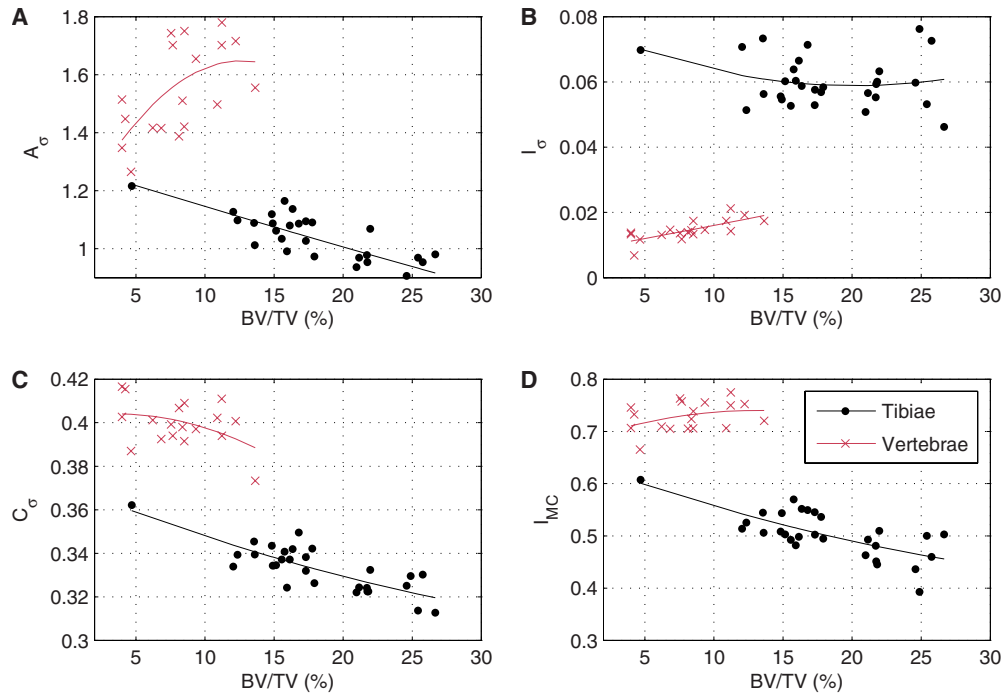 A
1.8
1.6
1.4
1.2
1
Aσ
5 10 15 20 25 30
BV/TV (%)
B
0.08
0.06
0.04
0.02
0
Iσ
5 10 15 20 25 30
BV/TV (%)
C
0.42
0.4
0.38
0.36
0.34
0.32
0.3
Cσ
5 10 15 20 25 30
BV/TV (%)
D
0.8
0.7
0.6
0.5
0.4
0.3
IMC
Tibiae
Vertebrae
5 10 15 20 25 30
BV/TV (%)